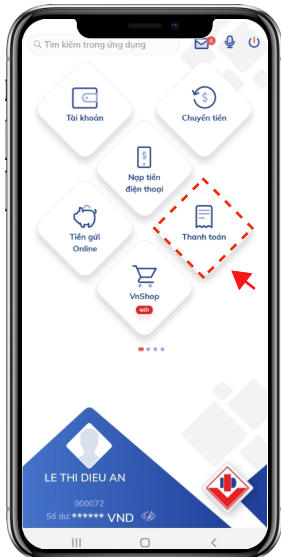 Tìm kiếm trong ứng dụng
Tài khoản
Chuyển tiền
Nạp tiền
điện thoại
Tiền gửi
Online
Thanh toán
VnShop
MỚI
LE THI DIEU AN
000072
Số dư: ****** VND